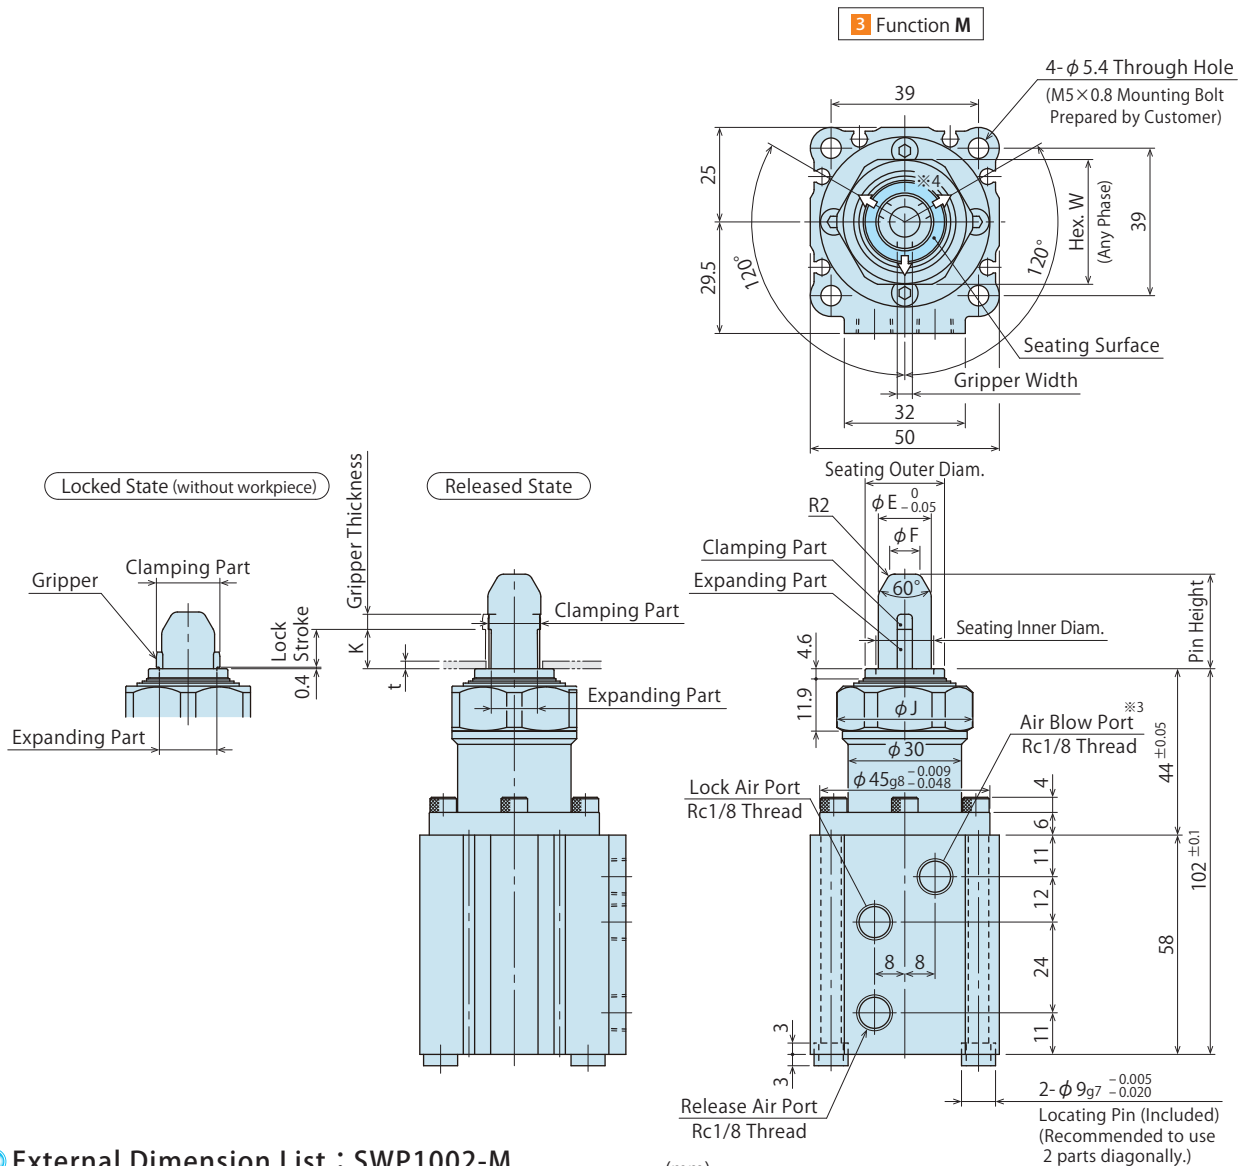 3 Function M
4-φ5.4 Through Hole
(M5×0.8 Mounting Bolt
Prepared by Customer)
39
25
29.5
※4
120°
120°
Hex. W
(Any Phase)
39
Seating Surface
Gripper Width
32
50
Locked State (without workpiece)
Released State
Clamping Part
Gripper
Lock
Stroke
0.4
Expanding Part
Gripper Thickness
K
t
Clamping Part
Expanding Part
Seating Outer Diam.
φE 0
−0.05
R2
φF
Clamping Part
Expanding Part
60°
Seating Inner Diam.
Pin Height
4.6
11.9
φJ
Air Blow Port ※3
Rc1/8 Thread
φ30
φ45g8 −0.009
−0.048
Lock Air Port
Rc1/8 Thread
44 ±0.05
4
6
11
12
24
11
58
102 ±0.1
8
8
3
3
Release Air Port
Rc1/8 Thread
2-φ9g7 −0.005
−0.020
Locating Pin (Included)
(Recommended to use
2 parts diagonally.)
External Dimension List : SWP1002-M
(mm)